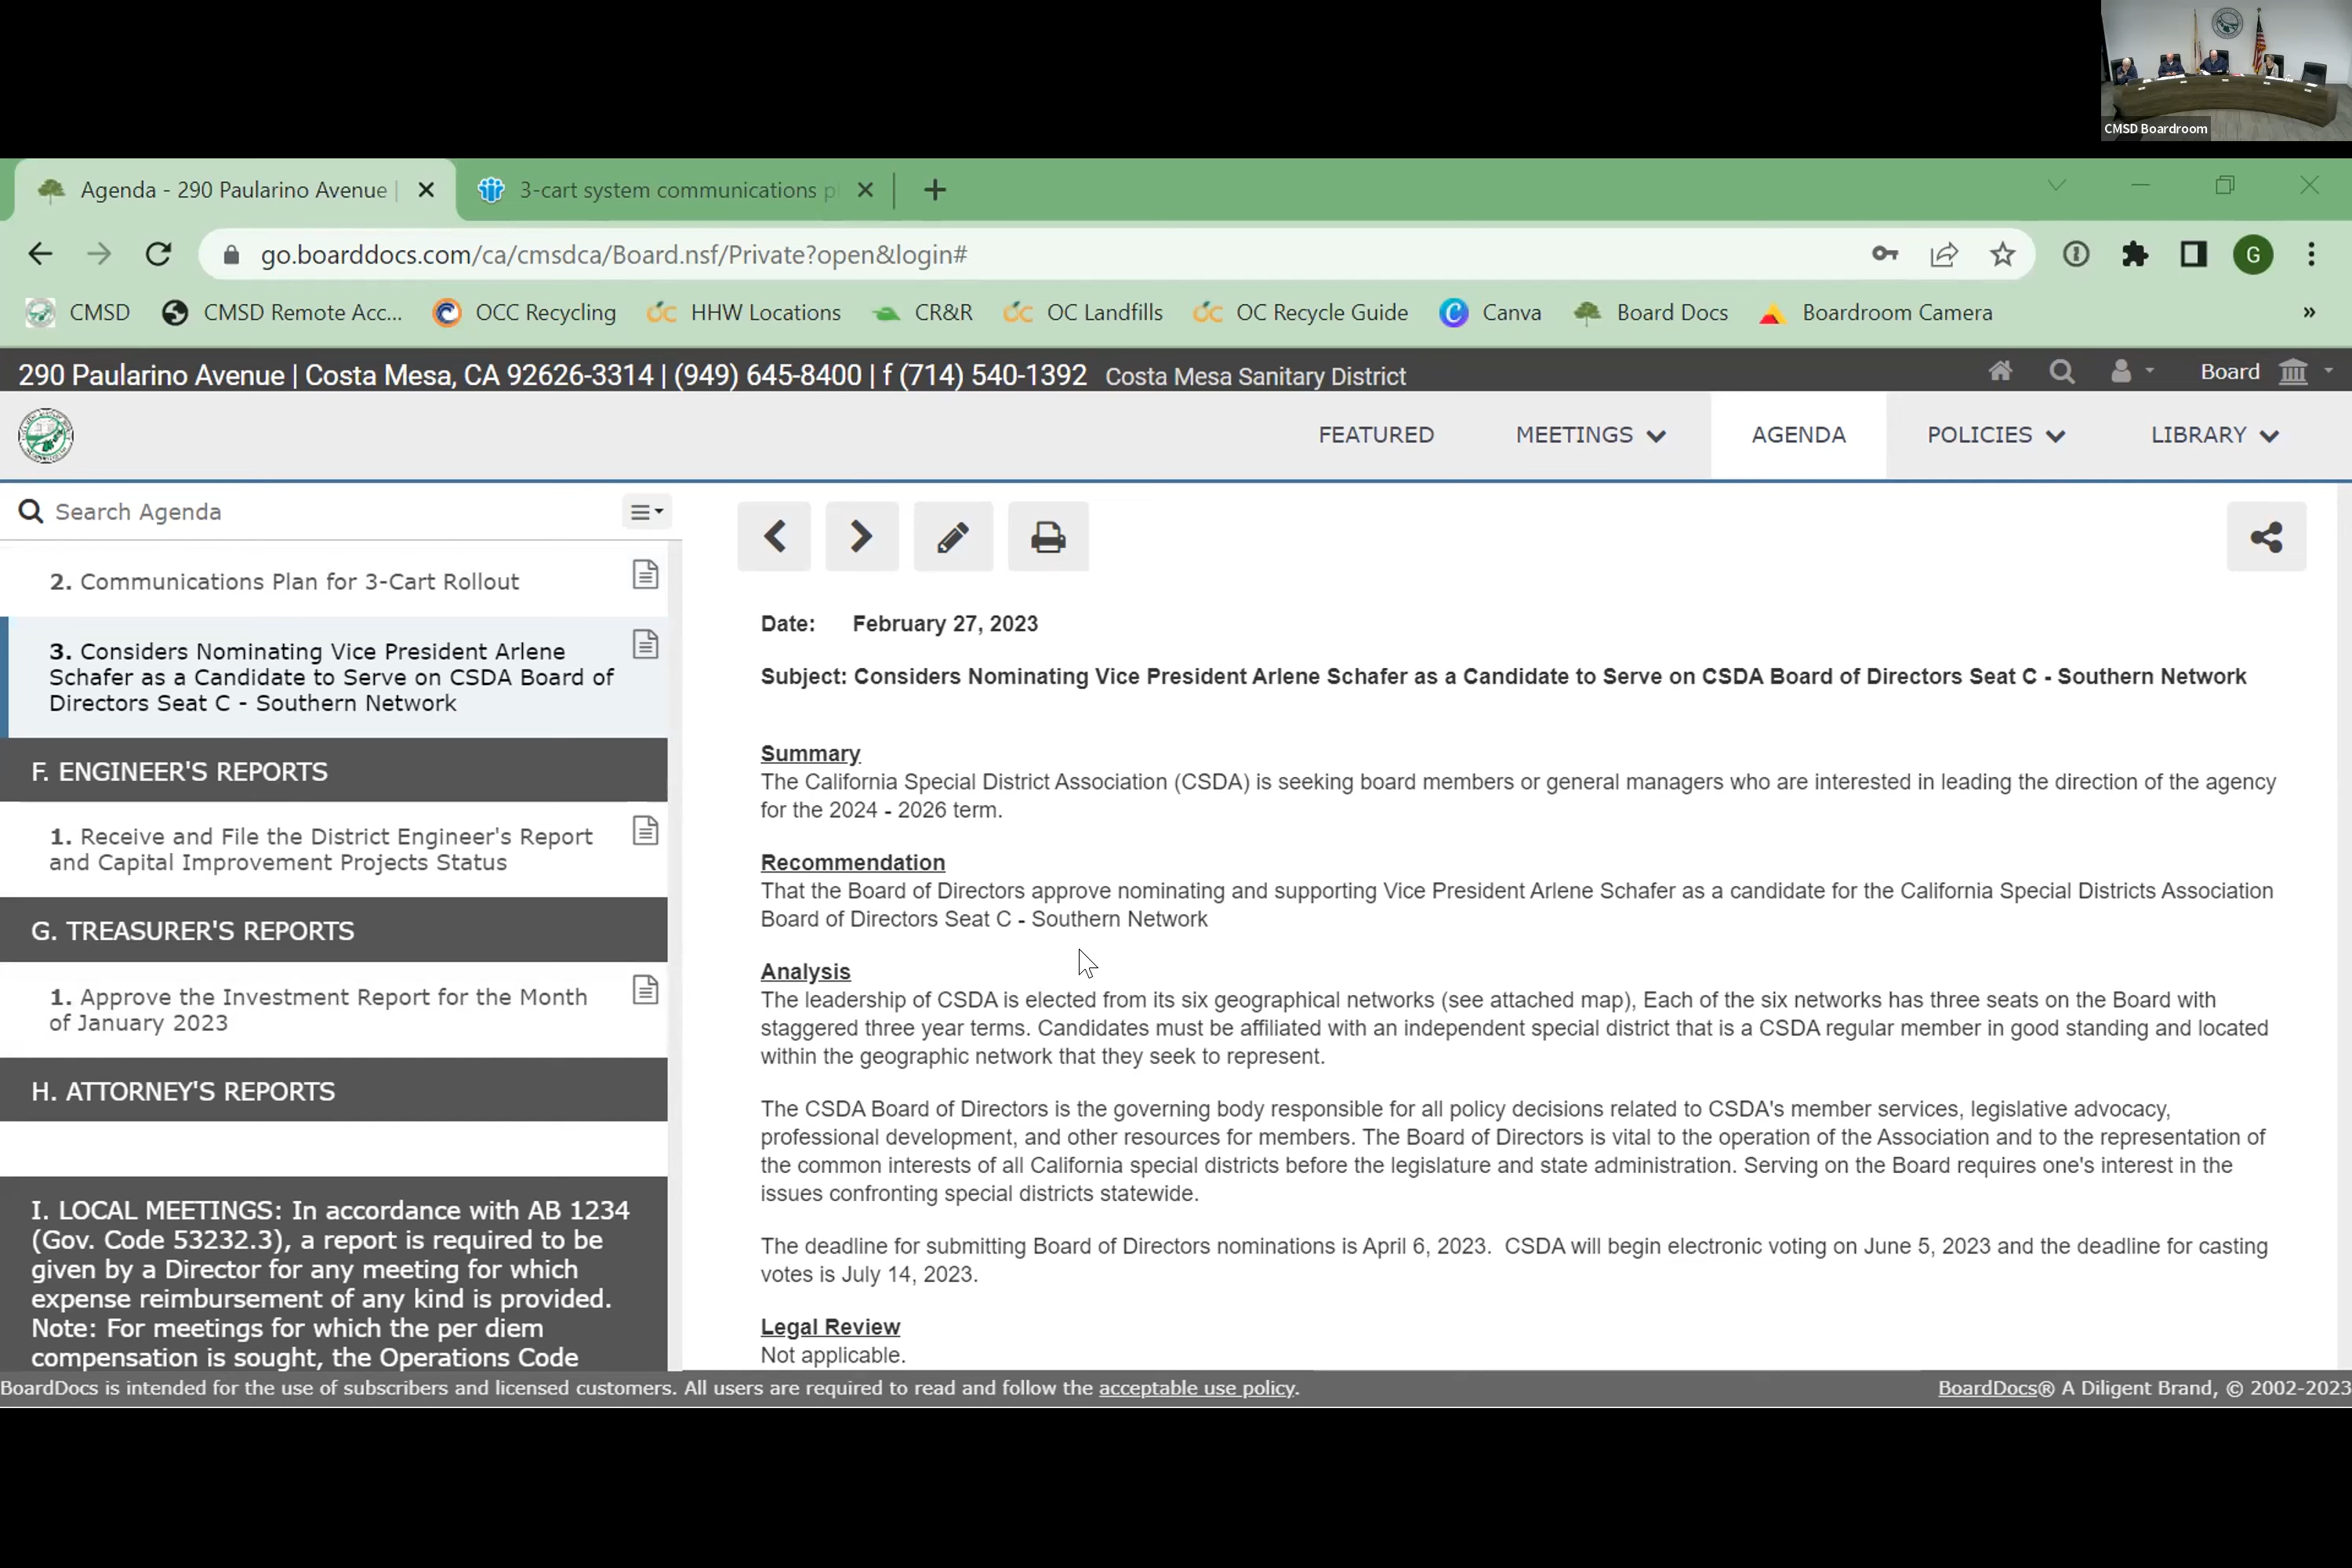 CMSD Boardroom
Agenda - 290 Paularino Avenue |
3-cart system communications p
go.boarddocs.com/ca/cmsdca/Board.nsf/Private?open&login#
G
CMSD
CMSD Remote Acc...
OCC Recycling
HHW Locations
CR&R
OC Landfills
OC Recycle Guide
Canva
Board Docs
Boardroom Camera
»
290 Paularino Avenue | Costa Mesa, CA 92626-3314 | (949) 645-8400 | f (714) 540-1392 Costa Mesa Sanitary District
Board
FEATURED
MEETINGS
AGENDA
POLICIES
LIBRARY
Search Agenda
2. Communications Plan for 3-Cart Rollout
3. Considers Nominating Vice President Arlene
Schafer as a Candidate to Serve on CSDA Board of
Directors Seat C - Southern Network
F. ENGINEER'S REPORTS
1. Receive and File the District Engineer's Report
and Capital Improvement Projects Status
G. TREASURER'S REPORTS
1. Approve the Investment Report for the Month
of January 2023
H. ATTORNEY'S REPORTS
I. LOCAL MEETINGS: In accordance with AB 1234
(Gov. Code 53232.3), a report is required to be
given by a Director for any meeting for which
expense reimbursement of any kind is provided.
Note: For meetings for which the per diem
compensation is sought, the Operations Code
Date: February 27, 2023
Subject: Considers Nominating Vice President Arlene Schafer as a Candidate to Serve on CSDA Board of Directors Seat C - Southern Network
Summary
The California Special District Association (CSDA) is seeking board members or general managers who are interested in leading the direction of the agency
for the 2024 - 2026 term.
Recommendation
That the Board of Directors approve nominating and supporting Vice President Arlene Schafer as a candidate for the California Special Districts Association
Board of Directors Seat C - Southern Network
Analysis
The leadership of CSDA is elected from its six geographical networks (see attached map), Each of the six networks has three seats on the Board with
staggered three year terms. Candidates must be affiliated with an independent special district that is a CSDA regular member in good standing and located
within the geographic network that they seek to represent.
The CSDA Board of Directors is the governing body responsible for all policy decisions related to CSDA's member services, legislative advocacy,
professional development, and other resources for members. The Board of Directors is vital to the operation of the Association and to the representation of
the common interests of all California special districts before the legislature and state administration. Serving on the Board requires one's interest in the
issues confronting special districts statewide.
The deadline for submitting Board of Directors nominations is April 6, 2023. CSDA will begin electronic voting on June 5, 2023 and the deadline for casting
votes is July 14, 2023.
Legal Review
Not applicable.
BoardDocs is intended for the use of subscribers and licensed customers. All users are required to read and follow the acceptable use policy.
BoardDocs® A Diligent Brand, © 2002-2023